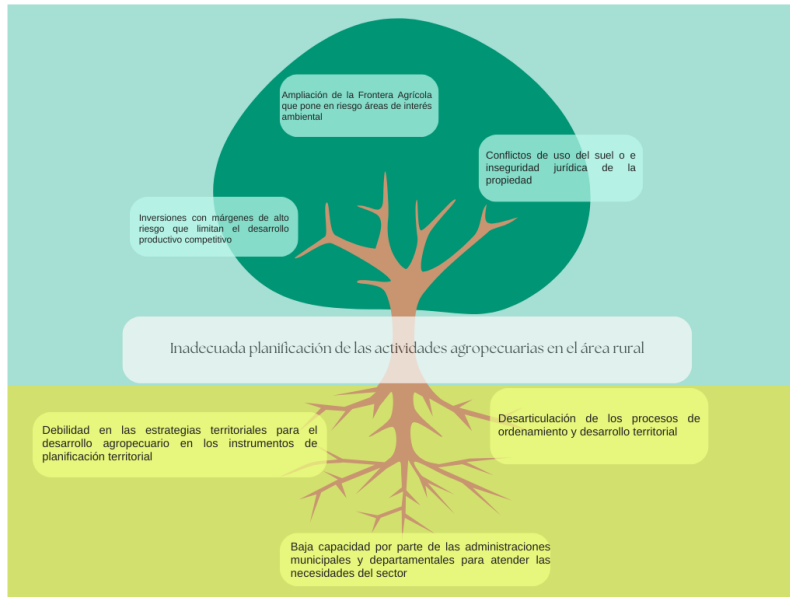 Ampliación de la Frontera Agrícola
que pone en riesgo áreas de interés
ambiental
Conflictos de uso del suel o e
inseguridad jurídica de la
propiedad
Inversiones con márgenes de alto
riesgo que limitan el desarrollo
productivo competitivo
Inadecuada planificación de las actividades agropecuarias en el área rural
Debilidad en las estrategias territoriales para el
desarrollo agropecuario en los instrumentos de
planificación territorial
Desarticulación de los procesos de
ordenamiento y desarrollo territorial
Baja capacidad por parte de las administraciones
municipales y departamentales para atender las
necesidades del sector